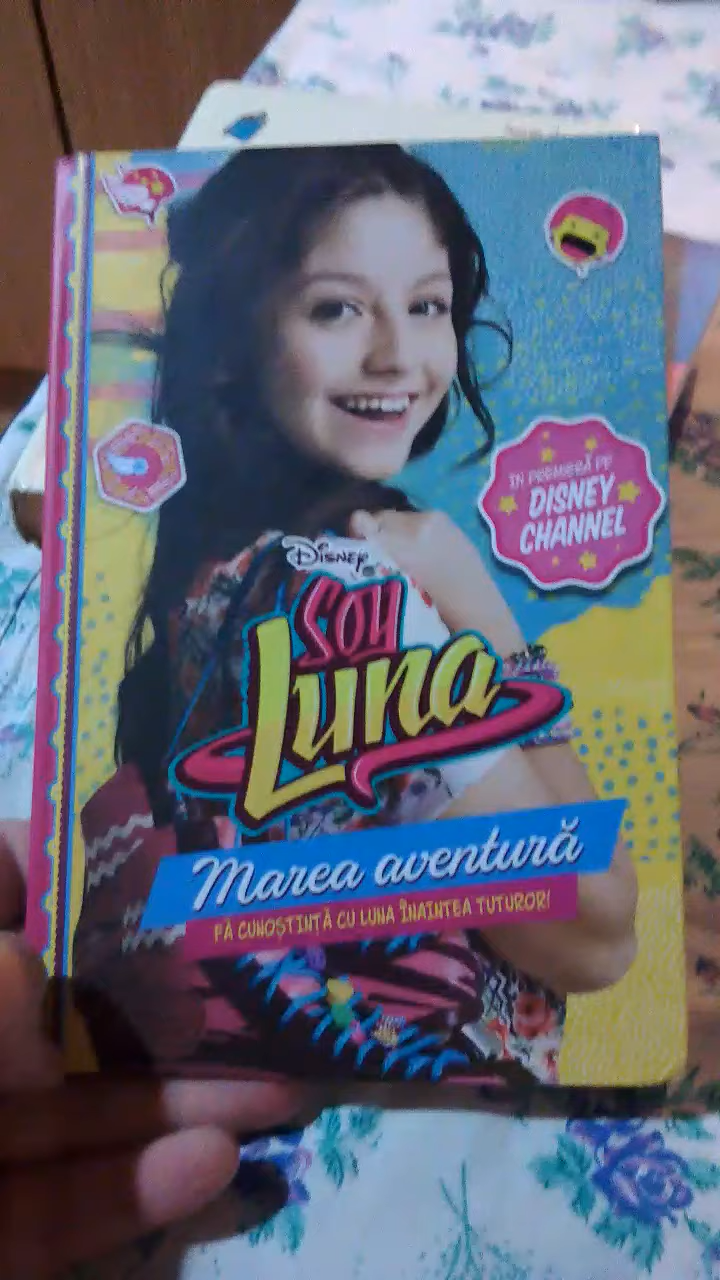 ÎN PREMIERĂ PE
DISNEY
CHANNEL
Disney
SOY
Luna
Marea aventură
FĂ CUNOȘTINȚĂ CU LUNA ÎNAINTEA TUTUROR!